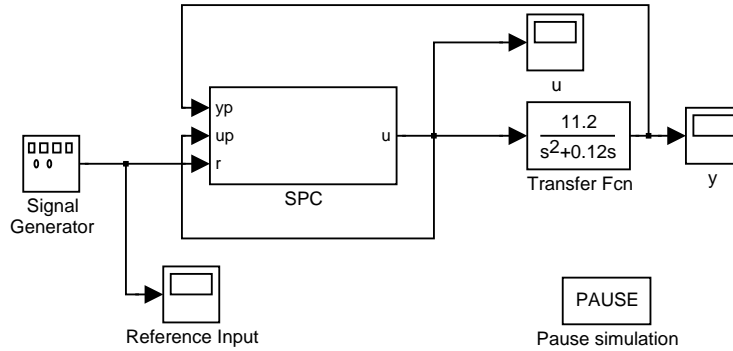 u
yp
up
r
u
SPC
11.2
s2+0.12s
Transfer Fcn
y
Signal
Generator
Reference Input
PAUSE
Pause simulation